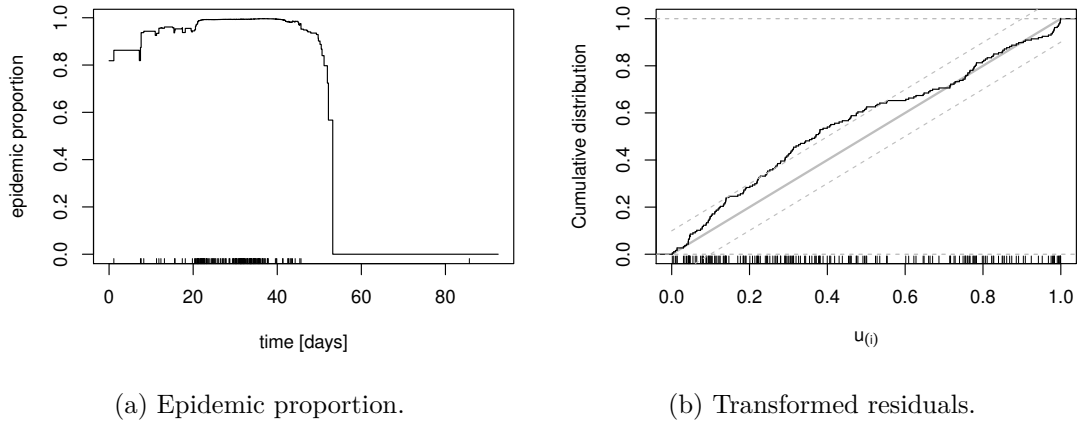 epidemic proportion
1.0
0.8
0.6
0.4
0.2
0.0
0 20 40 60 80
time [days]
(a) Epidemic proportion.
Cumulative distribution
1.0
0.8
0.6
0.4
0.2
0.0
0.0 0.2 0.4 0.6 0.8 1.0
u(i)
(b) Transformed residuals.